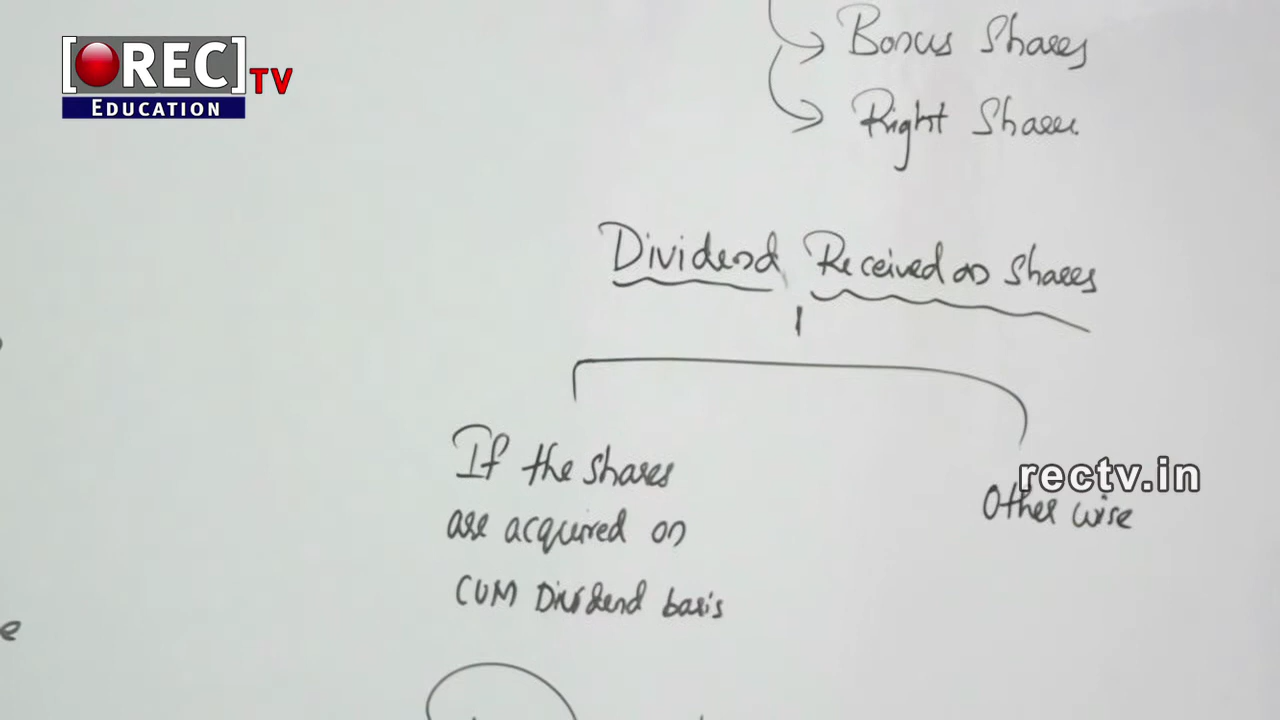 [REC] TV
EDUCATION
Bonus Shares
Right Shares
Dividend Received on Shares
If the shares
are acquired on
CUM Dividend basis
rectv.in
Other wise
e